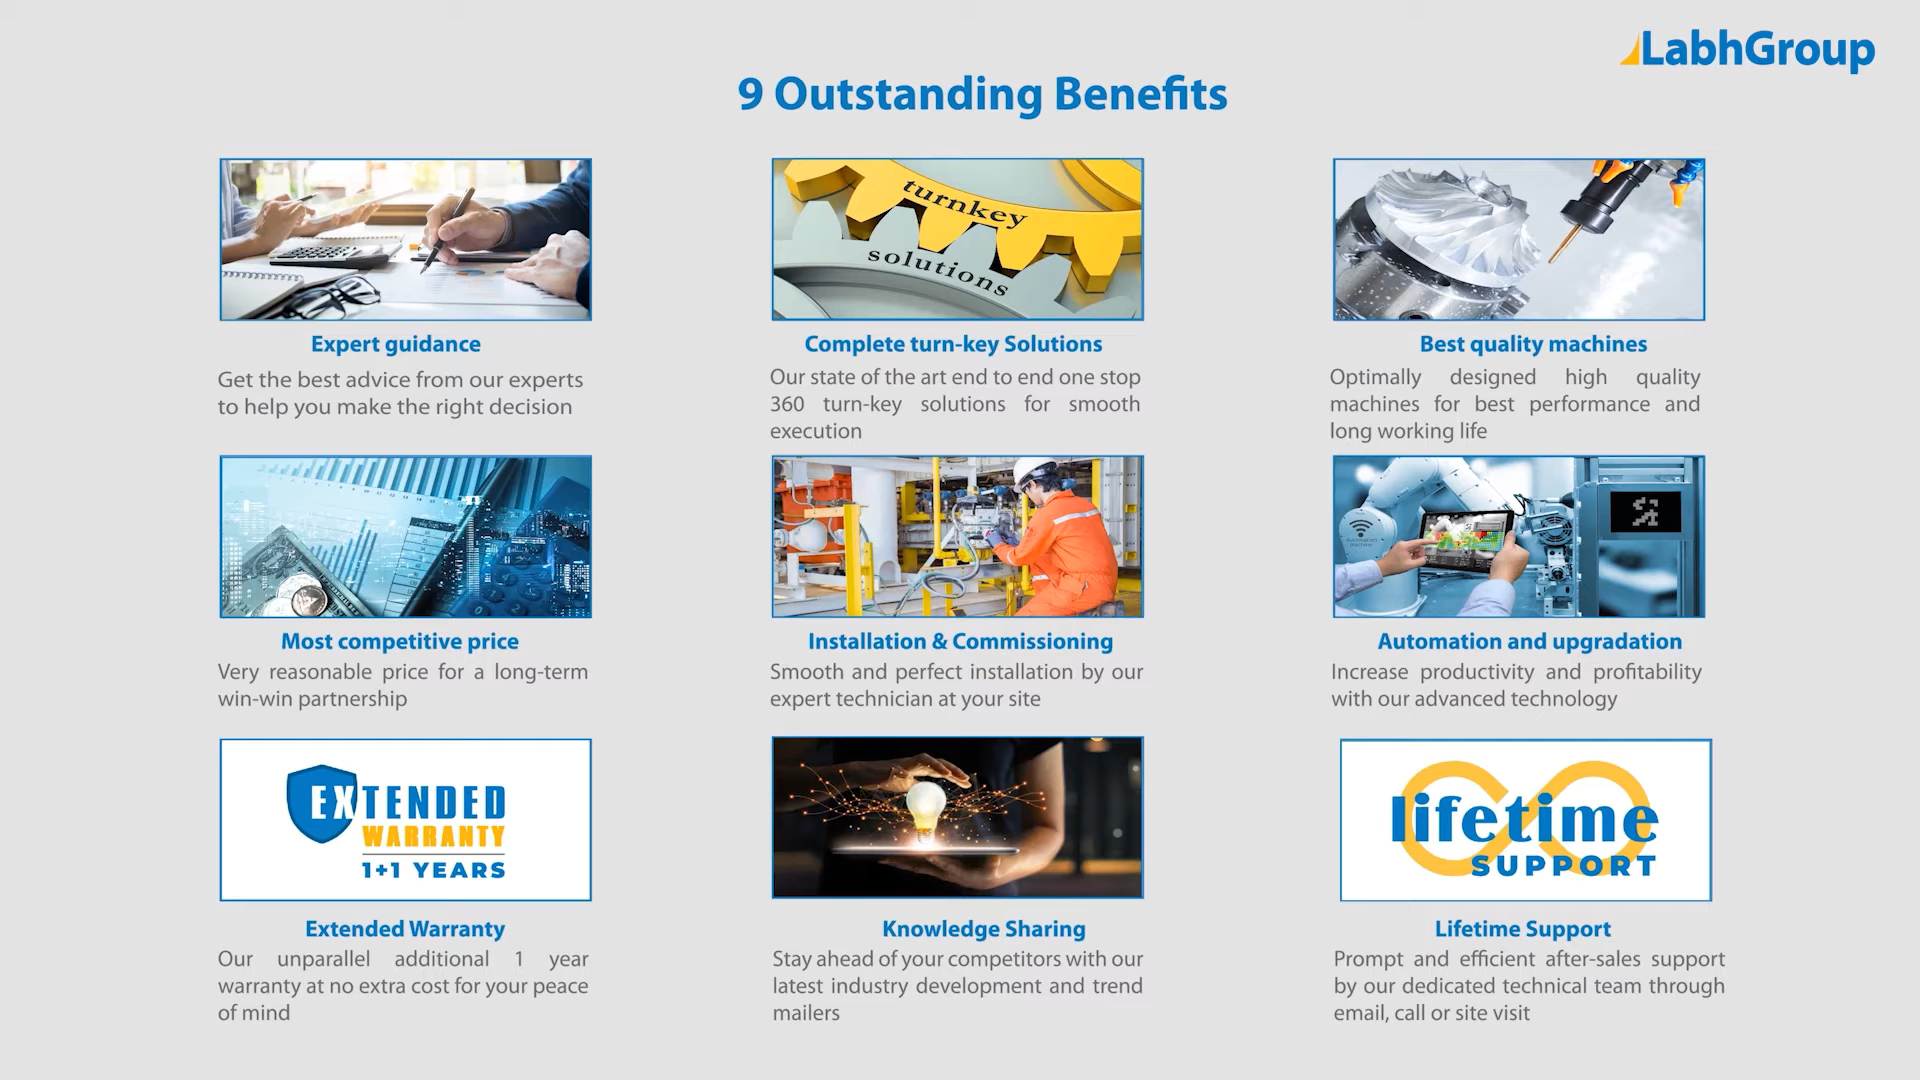 LabhGroup
9 Outstanding Benefits
turnkey
solutions
Expert guidance
Get the best advice from our experts
to help you make the right decision
Complete turn-key Solutions
Our state of the art end to end one stop
360 turn-key solutions for smooth
execution
Best quality machines
Optimally designed high quality
machines for best performance and
long working life
Most competitive price
Very reasonable price for a long-term
win-win partnership
Installation & Commissioning
Smooth and perfect installation by our
expert technician at your site
Automation and upgradation
Increase productivity and profitability
with our advanced technology
EXTENDED
WARRANTY
1+1 YEARS
Extended Warranty
Our unparallel additional 1 year
warranty at no extra cost for your peace
of mind
Knowledge Sharing
Stay ahead of your competitors with our
latest industry development and trend
mailers
lifetime
SUPPORT
Lifetime Support
Prompt and efficient after-sales support
by our dedicated technical team through
email, call or site visit